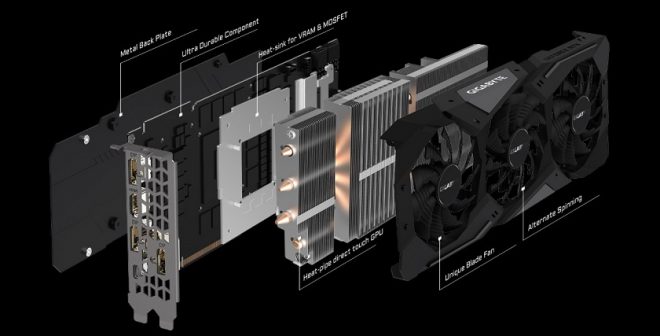 Metal Back Plate
Ultra Durable Component
Heat-sink for VRAM & MOSFET
GIGABYTE
Heat-pipe direct touch GPU
Unique Blade Fan
Alternate Spinning